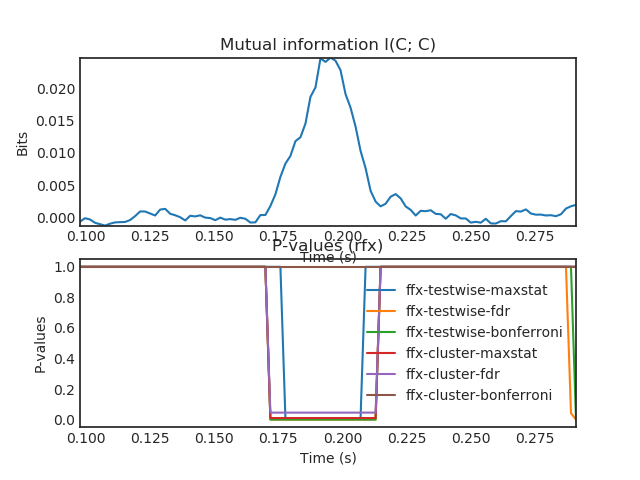 Mutual information I(C; C)
Bits
0.020
0.015
0.010
0.005
0.000
0.100 0.125 0.150 0.175 0.200 0.225 0.250 0.275
Time (s)
P-values (rfx)
P-values
1.0
0.8
0.6
0.4
0.2
0.0
ffx-testwise-maxstat
ffx-testwise-fdr
ffx-testwise-bonferroni
ffx-cluster-maxstat
ffx-cluster-fdr
ffx-cluster-bonferroni
0.100 0.125 0.150 0.175 0.200 0.225 0.250 0.275
Time (s)